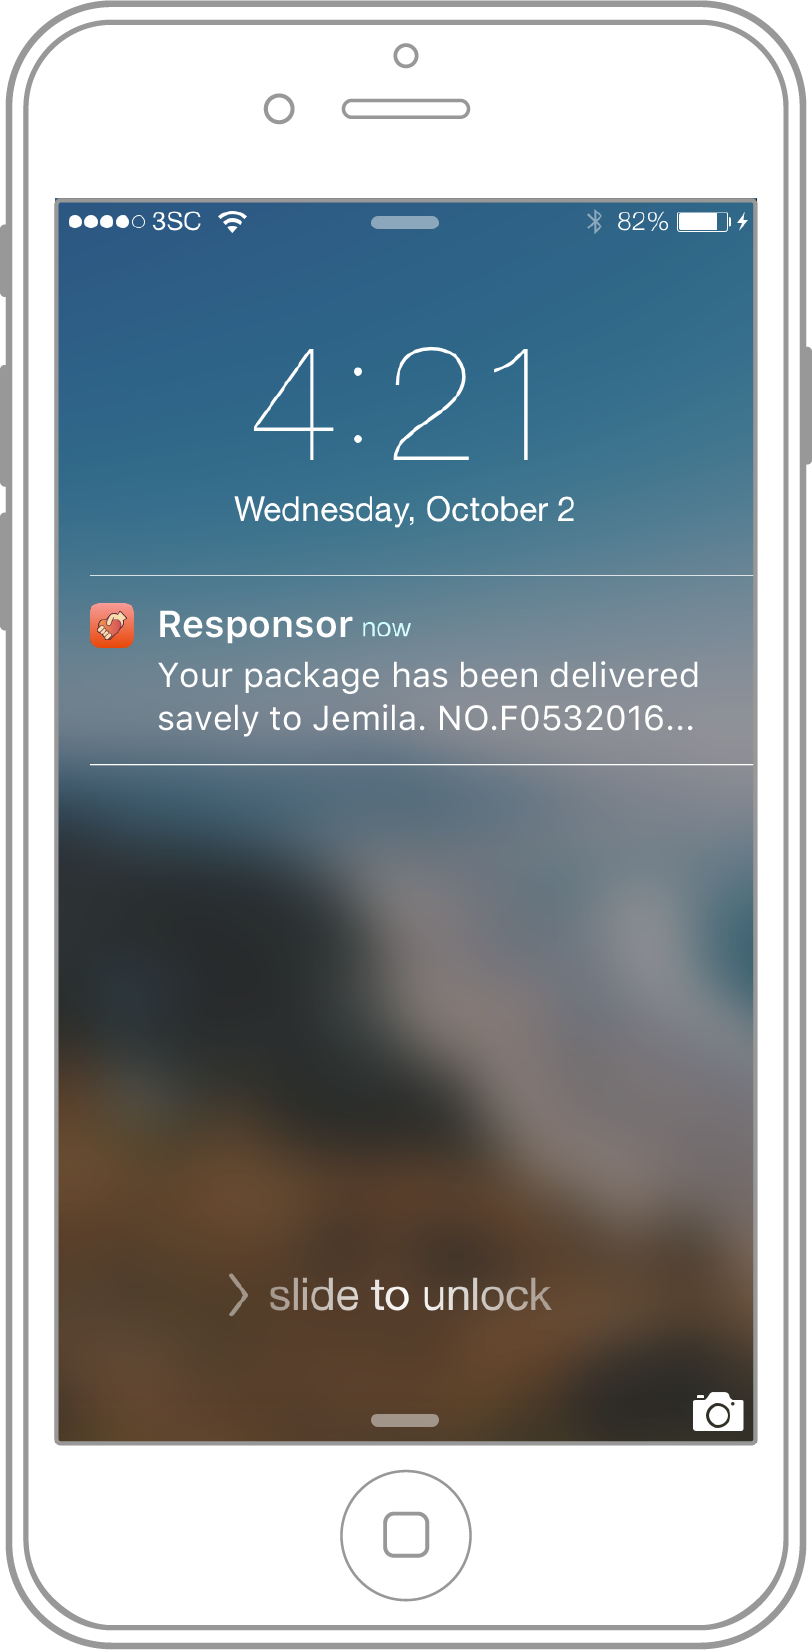 3SC 82%
4:21
Wednesday, October 2
Responsor now
Your package has been delivered
savely to Jemila. NO.F0532016...
slide to unlock